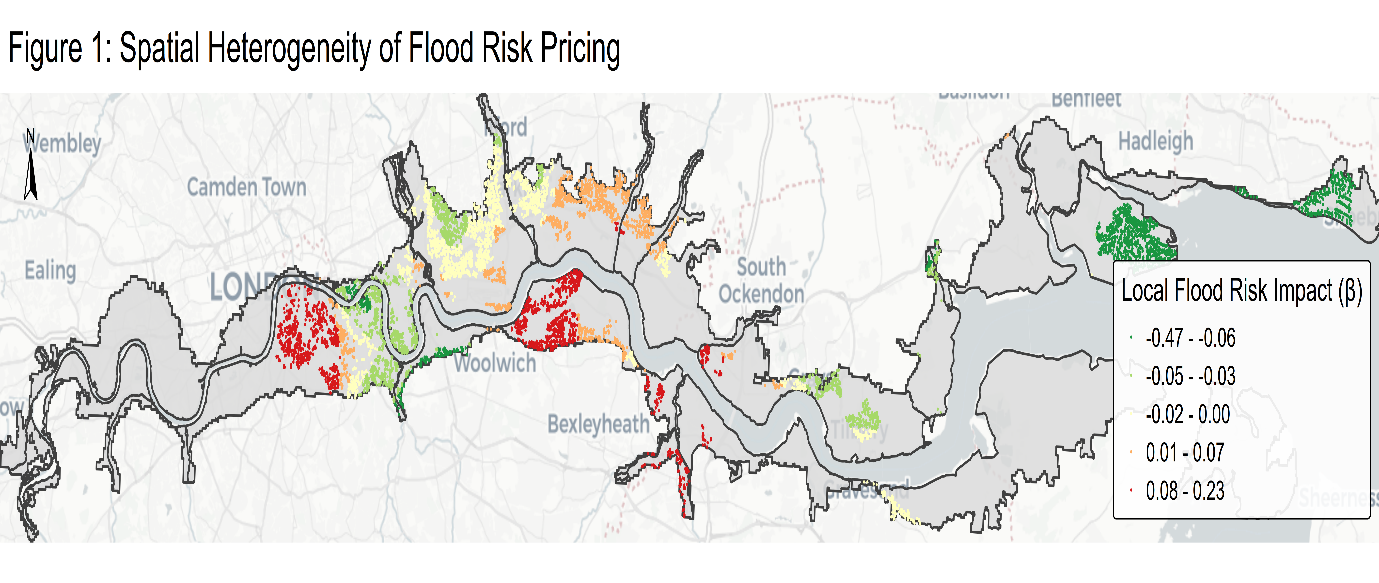 Figure 1: Spatial Heterogeneity of Flood Risk Pricing
Basildon
Benfleet
N
Wembley
Hadleigh
Camden Town
Ealing
South
Ockendon
Local Flood Risk Impact (β)
-0.47 - -0.06
-0.05 - -0.03
-0.02 - 0.00
0.01 - 0.07
0.08 - 0.23
Woolwich
Bexleyheath
Gravesend
Sheerness